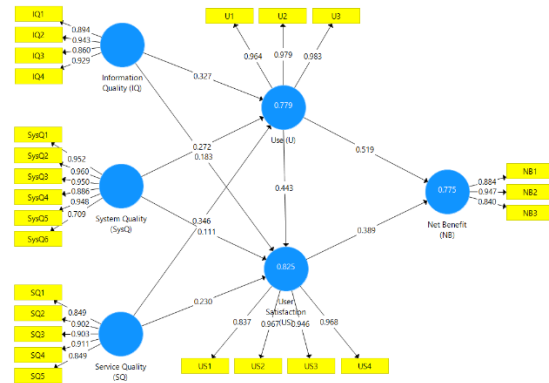 U1
U2
U3
IQ1
IQ2
IQ3
IQ4
0.894
0.943
0.860
0.929
Information
Quality (IQ)
0.964
0.979
0.983
0.327
0.779
Use (U)
SysQ1
SysQ2
SysQ3
SysQ4
SysQ5
SysQ6
0.952
0.960
0.950
0.886
0.948
0.709
System Quality
(SysQ)
0.272
0.183
0.346
0.111
0.443
0.519
0.389
0.775
Net Benefit
(NB)
0.884
0.947
0.840
NB1
NB2
NB3
SQ1
SQ2
SQ3
SQ4
SQ5
0.849
0.902
0.903
0.911
0.849
Service Quality
(SQ)
0.230
0.825
User
Satisfaction
(US)
0.837
0.967
0.946
0.968
US1
US2
US3
US4